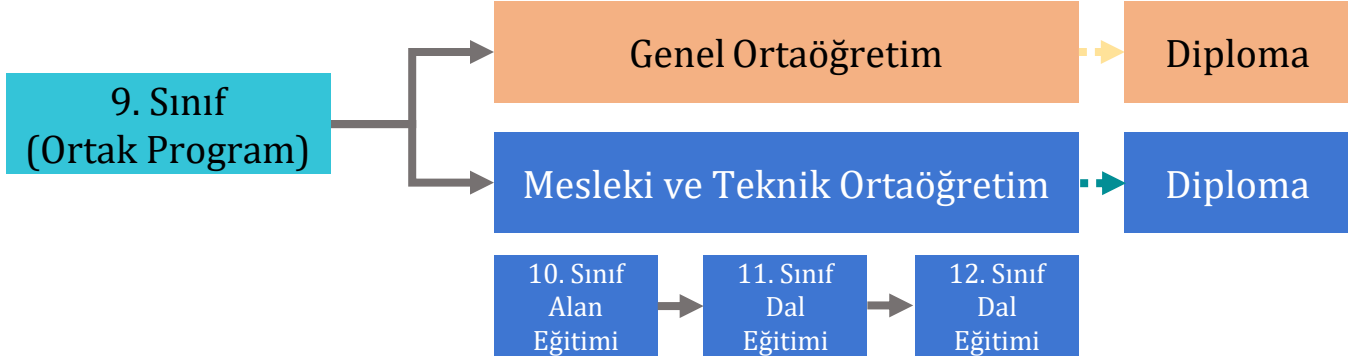 9. Sınıf
(Ortak Program)
Genel Ortaöğretim
Diploma
Mesleki ve Teknik Ortaöğretim
Diploma
10. Sınıf
Alan
Eğitimi
11. Sınıf
Dal
Eğitimi
12. Sınıf
Dal
Eğitimi